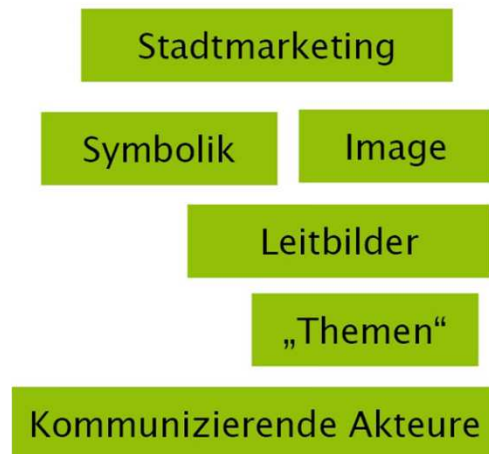 Stadtmarketing
Symbolik
Image
Leitbilder
„Themen“
Kommunizierende Akteure